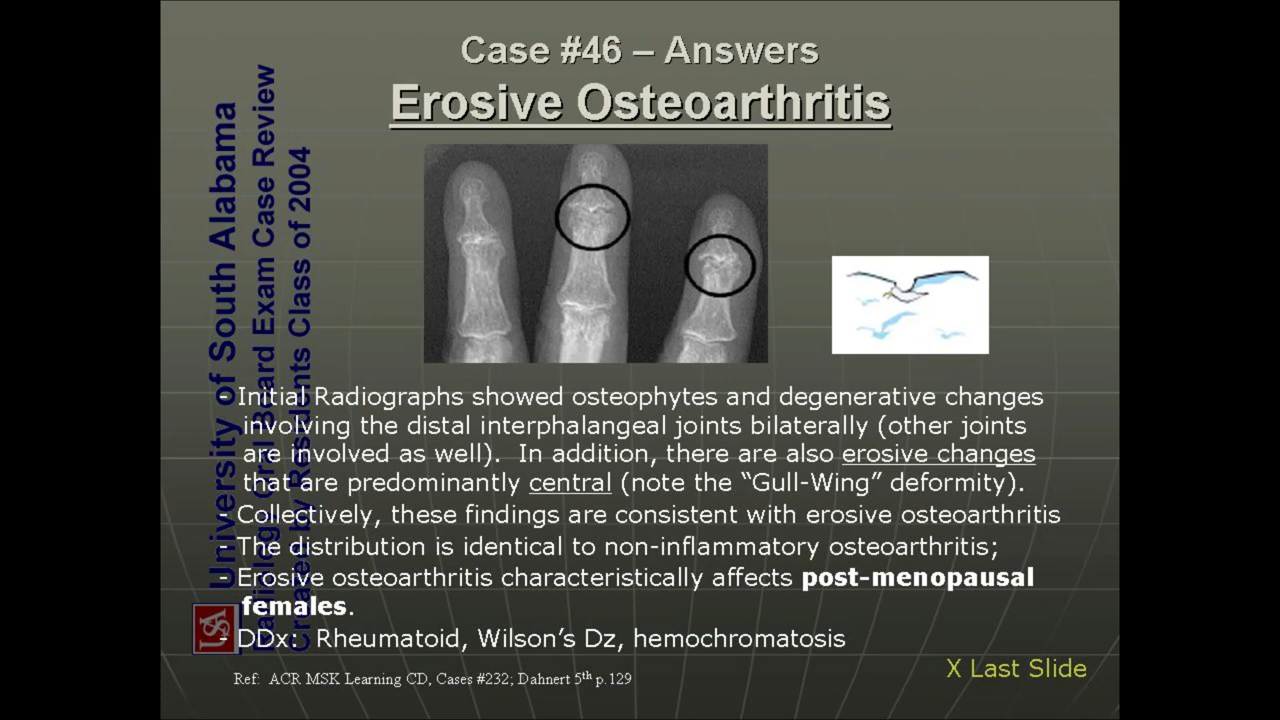 Case #46 – Answers
Erosive Osteoarthritis
University of South Alabama
Radiology Oral Board Exam Case Review
Created by Residents Class of 2004
- Initial Radiographs showed osteophytes and degenerative changes
involving the distal interphalangeal joints bilaterally (other joints
are involved as well).  In addition, there are also erosive changes
that are predominantly central (note the “Gull-Wing” deformity).
- Collectively, these findings are consistent with erosive osteoarthritis
- The distribution is identical to non-inflammatory osteoarthritis;
- Erosive osteoarthritis characteristically affects post-menopausal
females.
- DDx:  Rheumatoid, Wilson’s Dz, hemochromatosis
USA
X Last Slide
Ref:  ACR MSK Learning CD, Cases #232; Dahnert 5th p.129